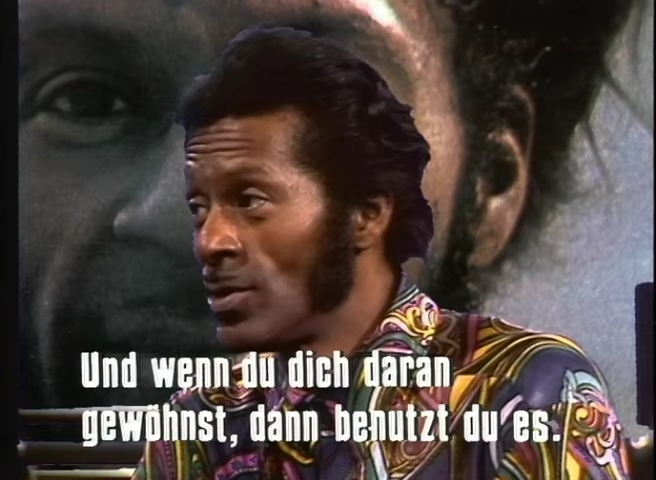 Und wenn du dich daran
gewöhnst, dann benutzt du es.